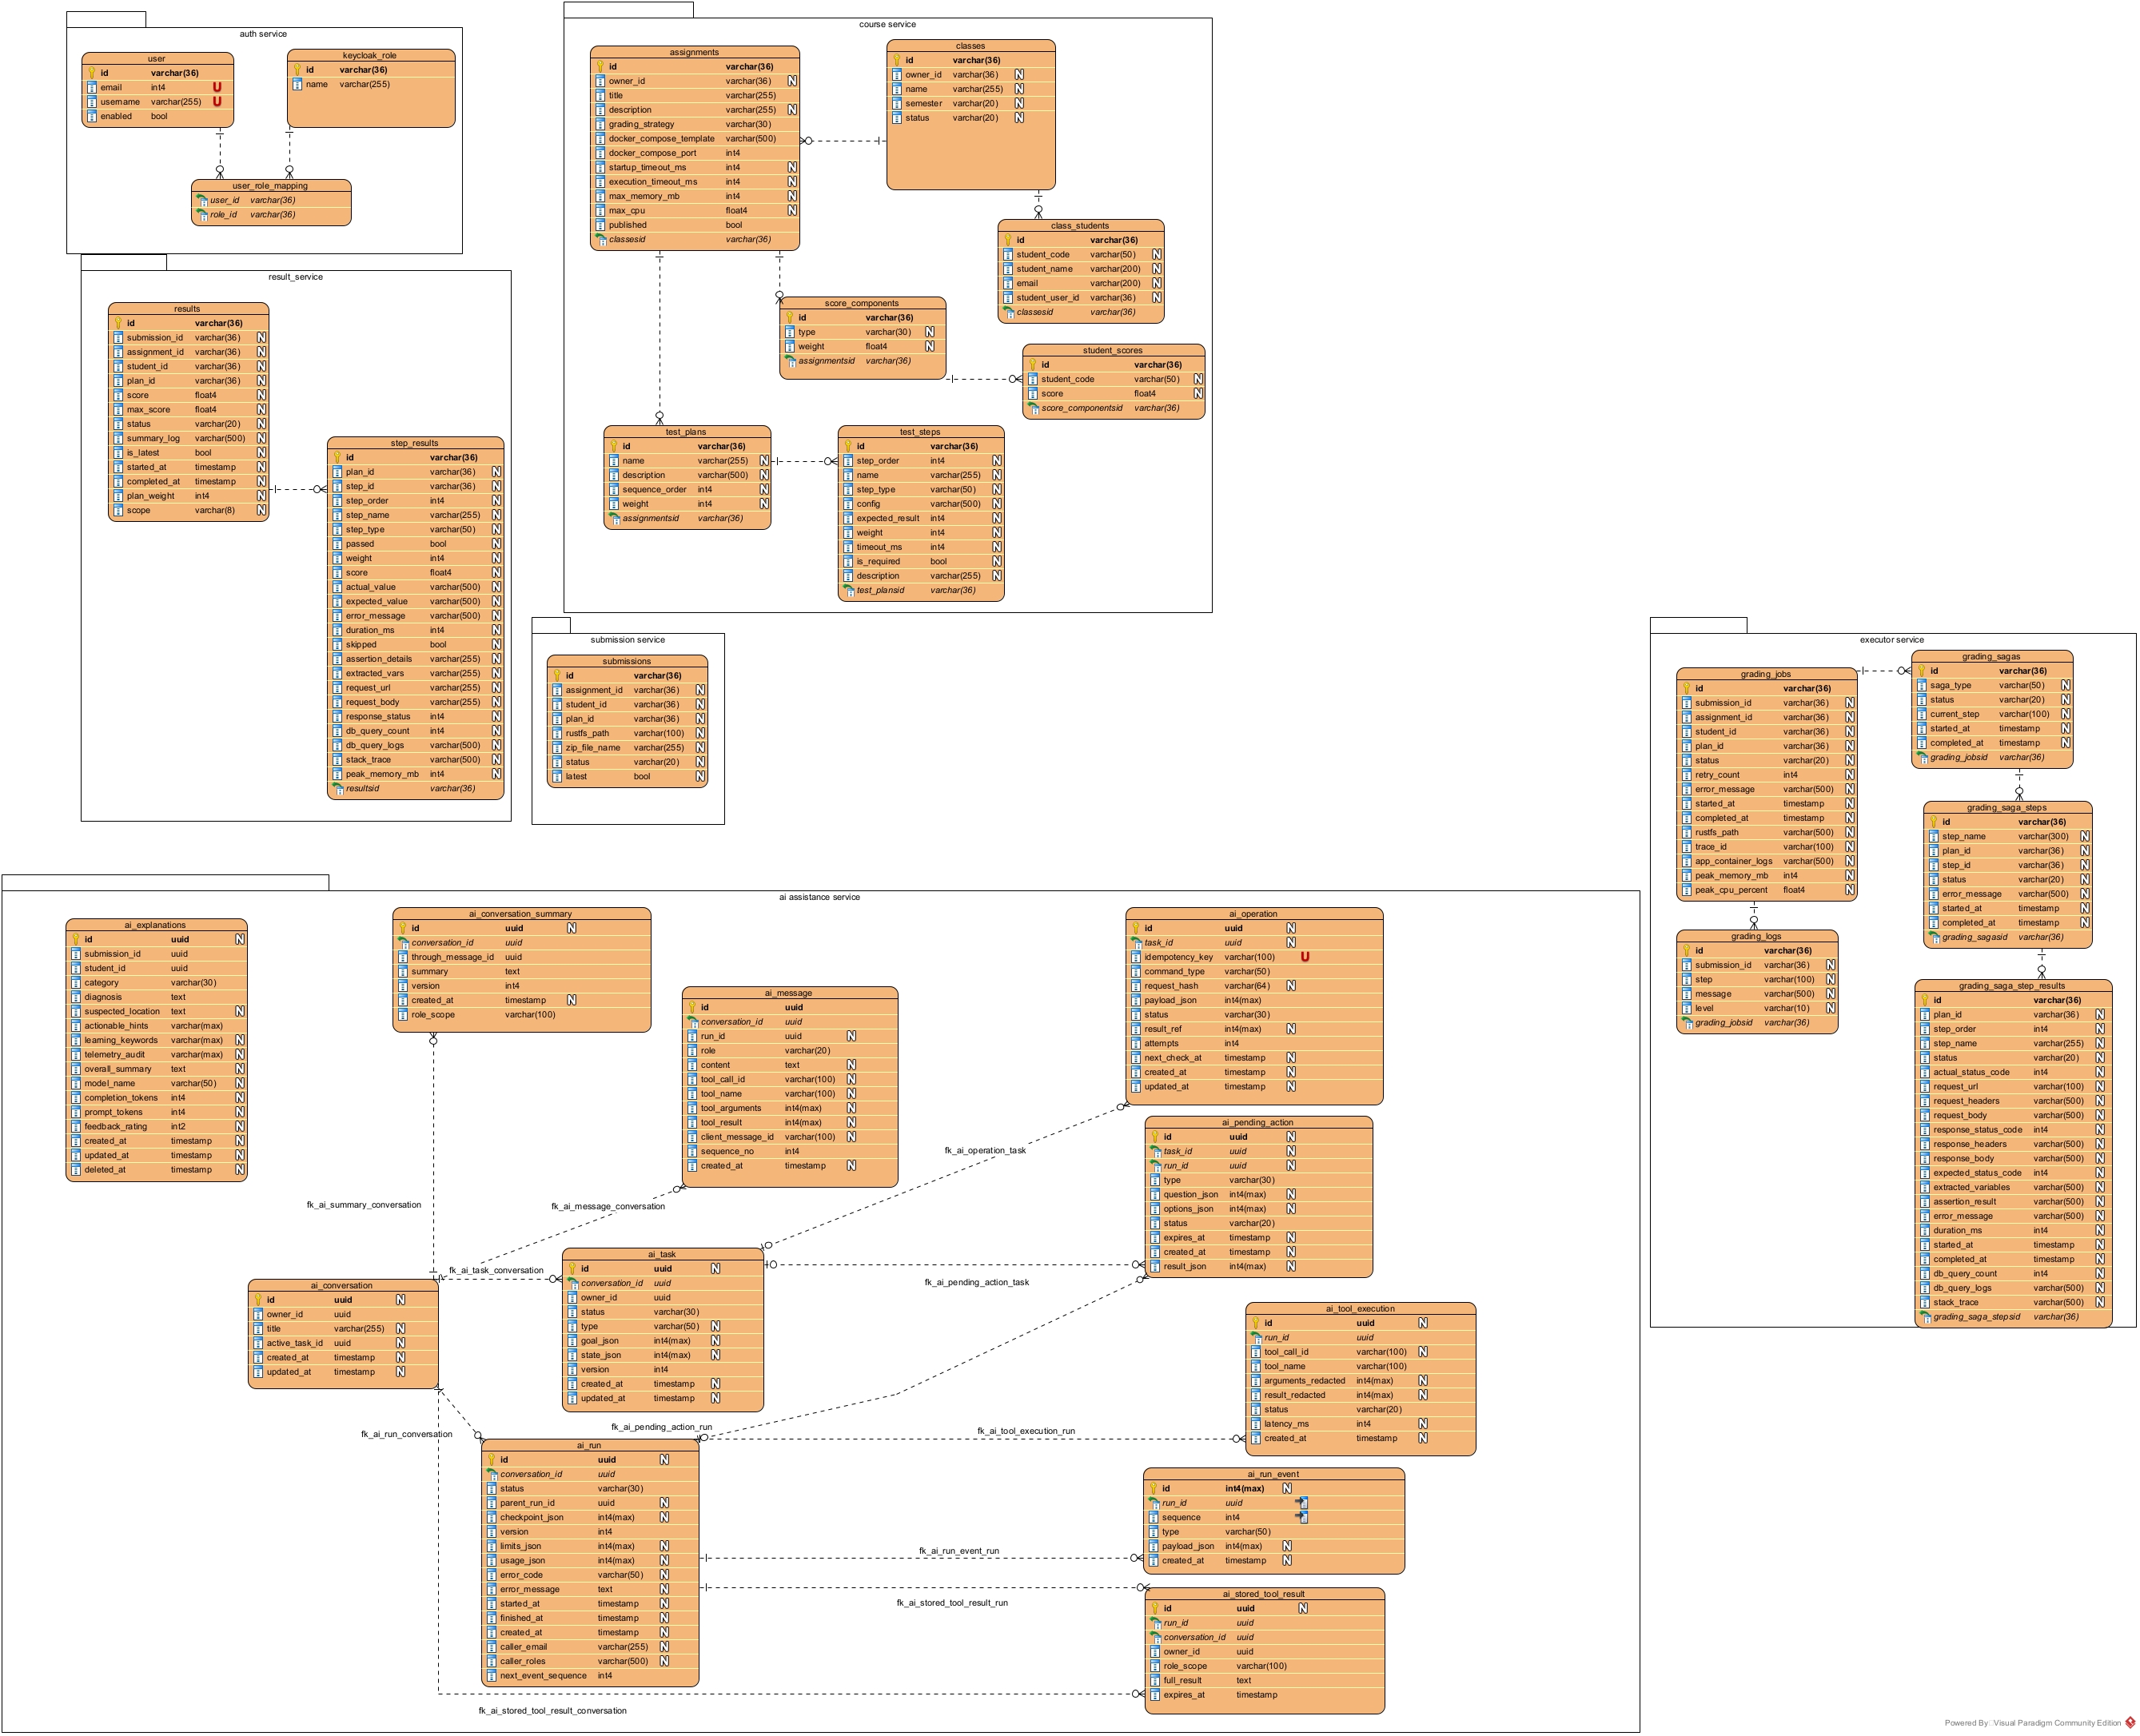 auth service
user
id varchar(36)
email int4 U
username varchar(255) U
enabled bool
keycloak_role
id varchar(36)
name varchar(255)
user_role_mapping
user_id varchar(36)
role_id varchar(36)
course service
assignments
id varchar(36)
owner_id varchar(36) N
title varchar(255)
description varchar(255) N
grading_strategy varchar(30)
docker_compose_template varchar(500)
docker_compose_port int4
startup_timeout_ms int4 N
execution_timeout_ms int4 N
max_memory_mb int4 N
max_cpu float4 N
published bool
classesid varchar(36)
classes
id varchar(36)
owner_id varchar(36) N
name varchar(255) N
semester varchar(20) N
status varchar(20) N
class_students
id varchar(36)
student_code varchar(50) N
student_name varchar(200) N
email varchar(200) N
student_user_id varchar(36) N
classesid varchar(36)
score_components
id varchar(36)
type varchar(30) N
weight float4 N
assignmentsid varchar(36)
student_scores
id varchar(36)
student_code varchar(50) N
score float4 N
score_componentsid varchar(36)
test_plans
id varchar(36)
name varchar(255) N
description varchar(500) N
sequence_order int4 N
weight int4 N
assignmentsid varchar(36)
test_steps
id varchar(36)
step_order int4 N
name varchar(255) N
step_type varchar(50) N
config varchar(500) N
expected_result int4 N
weight int4 N
timeout_ms int4 N
is_required bool N
description varchar(255) N
test_plansid varchar(36)
result_service
results
id varchar(36)
submission_id varchar(36) N
assignment_id varchar(36) N
student_id varchar(36) N
plan_id varchar(36) N
score float4 N
max_score float4 N
status varchar(20) N
summary_log varchar(500) N
is_latest bool N
started_at timestamp N
completed_at timestamp N
plan_weight int4 N
scope varchar(8) N
step_results
id varchar(36)
plan_id varchar(36) N
step_id varchar(36) N
step_order int4 N
step_name varchar(255) N
step_type varchar(50) N
passed bool N
weight int4 N
score float4 N
actual_value varchar(500) N
expected_value varchar(500) N
error_message varchar(500) N
duration_ms int4 N
skipped bool N
assertion_details varchar(255) N
extracted_vars varchar(255) N
request_url varchar(255) N
request_body varchar(255) N
response_status int4 N
db_query_count int4 N
db_query_logs varchar(500) N
stack_trace varchar(500) N
peak_memory_mb int4 N
resultsid varchar(36)
submission service
submissions
id varchar(36)
assignment_id varchar(36) N
student_id varchar(36) N
plan_id varchar(36) N
rustfs_path varchar(100) N
zip_file_name varchar(255) N
status varchar(20) N
latest bool N
executor service
grading_jobs
id varchar(36)
submission_id varchar(36) N
assignment_id varchar(36) N
student_id varchar(36) N
plan_id varchar(36) N
status varchar(20) N
retry_count int4 N
error_message varchar(500) N
started_at timestamp N
completed_at timestamp N
rustfs_path varchar(500) N
trace_id varchar(100) N
app_container_logs varchar(500) N
peak_memory_mb int4 N
peak_cpu_percent float4 N
grading_sagas
id varchar(36)
saga_type varchar(50) N
status varchar(20) N
current_step varchar(100) N
started_at timestamp N
completed_at timestamp N
grading_jobsid varchar(36)
grading_saga_steps
id varchar(36)
step_name varchar(300) N
plan_id varchar(36) N
step_id varchar(36) N
status varchar(20) N
error_message varchar(500) N
started_at timestamp N
completed_at timestamp N
grading_sagasid varchar(36)
grading_logs
id varchar(36)
submission_id varchar(36) N
step varchar(100) N
message varchar(500) N
level varchar(10) N
grading_jobsid varchar(36)
grading_saga_step_results
id varchar(36)
plan_id varchar(36) N
step_order int4 N
step_name varchar(255) N
status varchar(20) N
actual_status_code int4 N
request_url varchar(100) N
request_headers varchar(500) N
request_body varchar(500) N
response_status_code int4 N
response_headers varchar(500) N
response_body varchar(500) N
expected_status_code int4 N
extracted_variables varchar(500) N
assertion_result varchar(500) N
error_message varchar(500) N
duration_ms int4 N
started_at timestamp N
completed_at timestamp N
db_query_count int4 N
db_query_logs varchar(500) N
stack_trace varchar(500) N
grading_saga_stepsid varchar(36)
ai assistance service
ai_explanations
id uuid N
submission_id uuid
student_id uuid
category varchar(30)
diagnosis text
suspected_location text N
actionable_hints varchar(max)
learning_keywords varchar(max) N
telemetry_audit varchar(max) N
overall_summary text N
model_name varchar(50) N
completion_tokens int4 N
prompt_tokens int4 N
feedback_rating int2 N
created_at timestamp N
updated_at timestamp N
deleted_at timestamp N
ai_conversation_summary
id uuid N
conversation_id uuid
through_message_id uuid
summary text
version int4
created_at timestamp N
role_scope varchar(100)
ai_message
id uuid
conversation_id uuid
run_id uuid N
role varchar(20)
content text N
tool_call_id varchar(100) N
tool_name varchar(100) N
tool_arguments int4(max) N
tool_result int4(max) N
client_message_id varchar(100) N
sequence_no int4
created_at timestamp N
ai_operation
id uuid N
task_id uuid N
idempotency_key varchar(100) U
command_type varchar(50)
request_hash varchar(64) N
payload_json int4(max)
status varchar(30)
result_ref int4(max) N
attempts int4
next_check_at timestamp N
created_at timestamp N
updated_at timestamp N
ai_pending_action
id uuid N
task_id uuid N
run_id uuid N
type varchar(30)
question_json int4(max) N
options_json int4(max) N
status varchar(20)
expires_at timestamp N
created_at timestamp N
result_json int4(max) N
fk_ai_operation_task
fk_ai_summary_conversation
fk_ai_message_conversation
fk_ai_task_conversation
fk_ai_pending_action_task
ai_conversation
id uuid N
owner_id uuid
title varchar(255) N
active_task_id uuid N
created_at timestamp N
updated_at timestamp N
ai_task
id uuid N
conversation_id uuid
owner_id uuid
status varchar(30)
type varchar(50) N
goal_json int4(max) N
state_json int4(max) N
version int4
created_at timestamp N
updated_at timestamp N
ai_tool_execution
id uuid N
run_id uuid
tool_call_id varchar(100) N
tool_name varchar(100)
arguments_redacted int4(max) N
result_redacted int4(max) N
status varchar(20)
latency_ms int4 N
created_at timestamp N
fk_ai_pending_action_run
fk_ai_run_conversation
fk_ai_tool_execution_run
ai_run
id uuid N
conversation_id uuid
status varchar(30)
parent_run_id uuid N
checkpoint_json int4(max) N
version int4
limits_json int4(max) N
usage_json int4(max) N
error_code varchar(50) N
error_message text N
started_at timestamp N
finished_at timestamp N
created_at timestamp N
caller_email varchar(255) N
caller_roles varchar(500) N
next_event_sequence int4
ai_run_event
id int4(max) N
run_id uuid
sequence int4
type varchar(50)
payload_json int4(max) N
created_at timestamp N
fk_ai_run_event_run
fk_ai_stored_tool_result_run
ai_stored_tool_result
id uuid N
run_id uuid
conversation_id uuid
owner_id uuid
role_scope varchar(100)
full_result text
expires_at timestamp
fk_ai_stored_tool_result_conversation
Powered By Visual Paradigm Community Edition